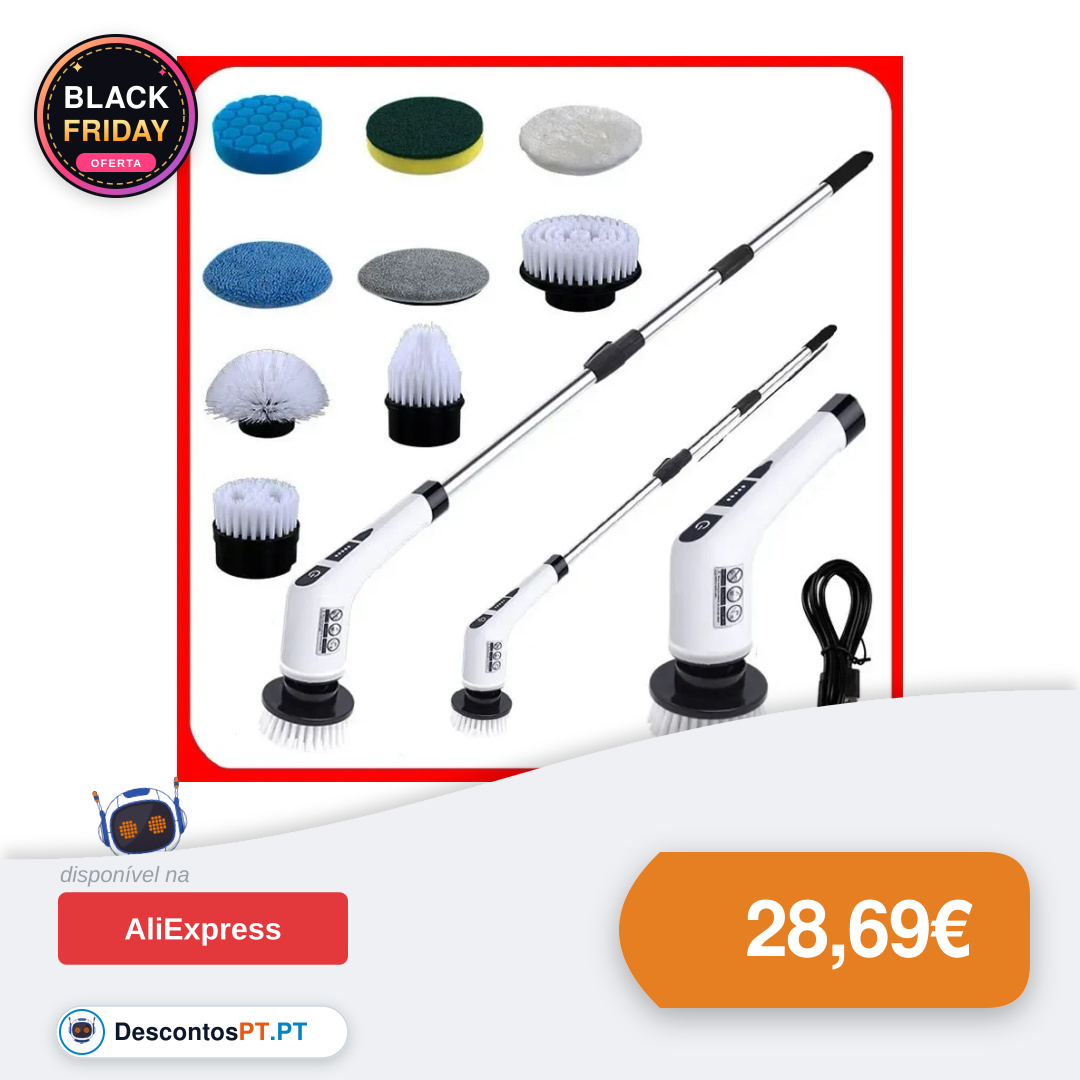 BLACK
FRIDAY
OFERTA
disponível na
AliExpress
28,69€
DescontosPT.PT